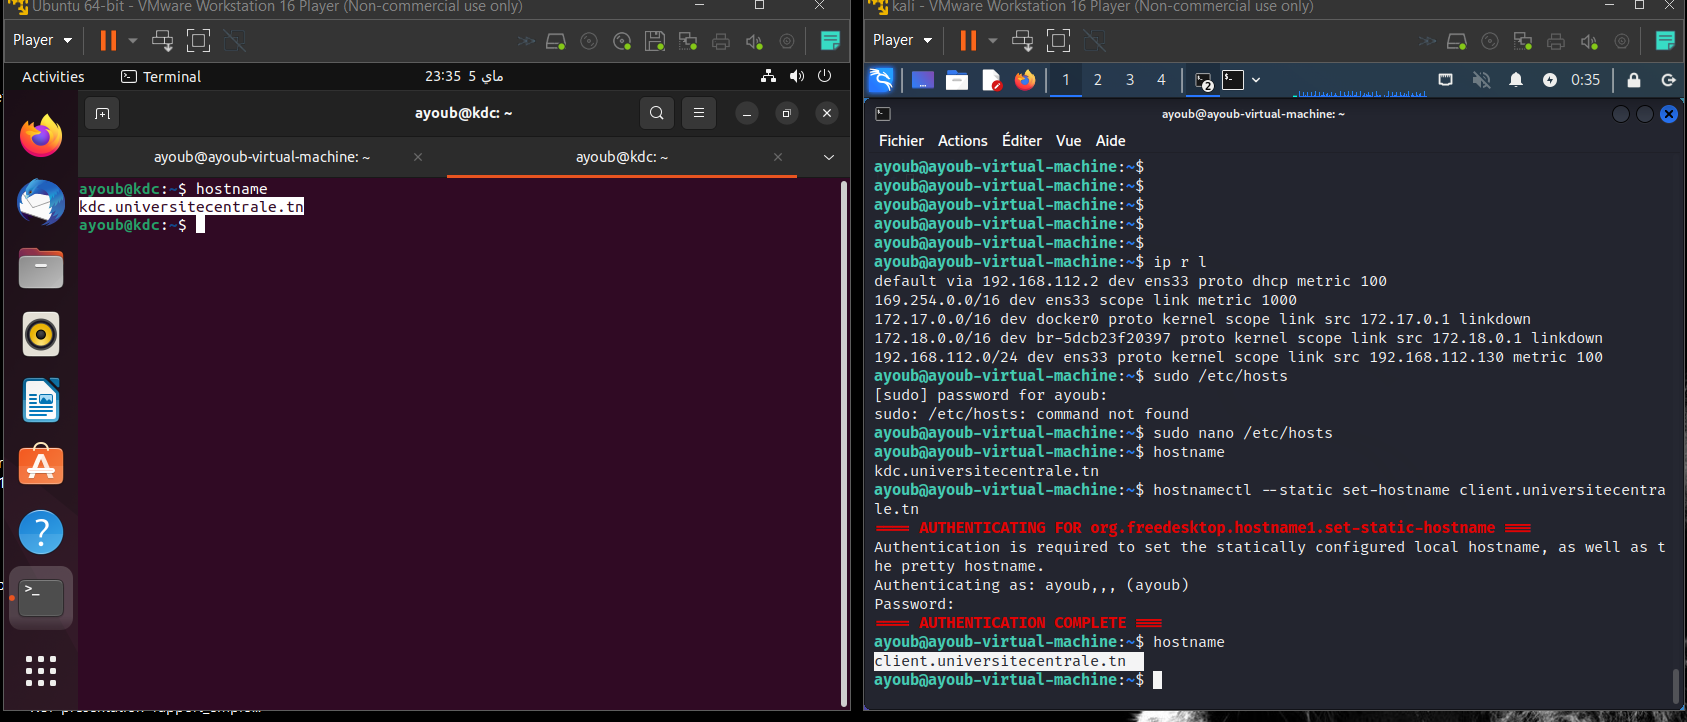 Ubuntu 64-bit - VMware Workstation 16 Player (Non-commercial use only)
Player
Activities
Terminal
23:35 5 ماي
ayoub@kdc: ~
ayoub@ayoub-virtual-machine: ~
ayoub@kdc: ~
ayoub@kdc:~$ hostname
kdc.universitecentrale.tn
ayoub@kdc:~$
kali - VMware Workstation 16 Player (Non-commercial use only)
Player
1 2 3 4
2
0:35
ayoub@ayoub-virtual-machine: ~
Fichier Actions Éditer Vue Aide
ayoub@ayoub-virtual-machine:~$
ayoub@ayoub-virtual-machine:~$
ayoub@ayoub-virtual-machine:~$
ayoub@ayoub-virtual-machine:~$
ayoub@ayoub-virtual-machine:~$
ayoub@ayoub-virtual-machine:~$ ip r l
default via 192.168.112.2 dev ens33 proto dhcp metric 100
169.254.0.0/16 dev ens33 scope link metric 1000
172.17.0.0/16 dev docker0 proto kernel scope link src 172.17.0.1 linkdown
172.18.0.0/16 dev br-5dcb23f20397 proto kernel scope link src 172.18.0.1 linkdown
192.168.112.0/24 dev ens33 proto kernel scope link src 192.168.112.130 metric 100
ayoub@ayoub-virtual-machine:~$ sudo /etc/hosts
[sudo] password for ayoub:
sudo: /etc/hosts: command not found
ayoub@ayoub-virtual-machine:~$ sudo nano /etc/hosts
ayoub@ayoub-virtual-machine:~$ hostname
kdc.universitecentrale.tn
ayoub@ayoub-virtual-machine:~$ hostnamectl --static set-hostname client.universitecentra
le.tn
==== AUTHENTICATING FOR org.freedesktop.hostname1.set-static-hostname ===
Authentication is required to set the statically configured local hostname, as well as t
he pretty hostname.
Authenticating as: ayoub,,, (ayoub)
Password:
==== AUTHENTICATION COMPLETE ===
ayoub@ayoub-virtual-machine:~$ hostname
client.universitecentrale.tn
ayoub@ayoub-virtual-machine:~$